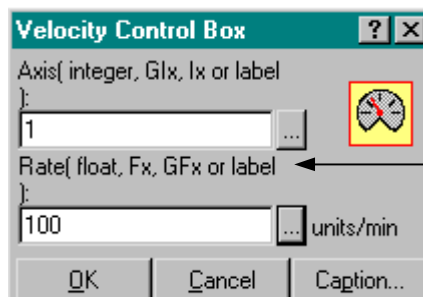 Velocity Control Box
? ×
Axis( integer, GIx, Ix or label
):
1
...
Rate( float, Fx, GFx or label
):
100
... units/min
OK Cancel Caption...